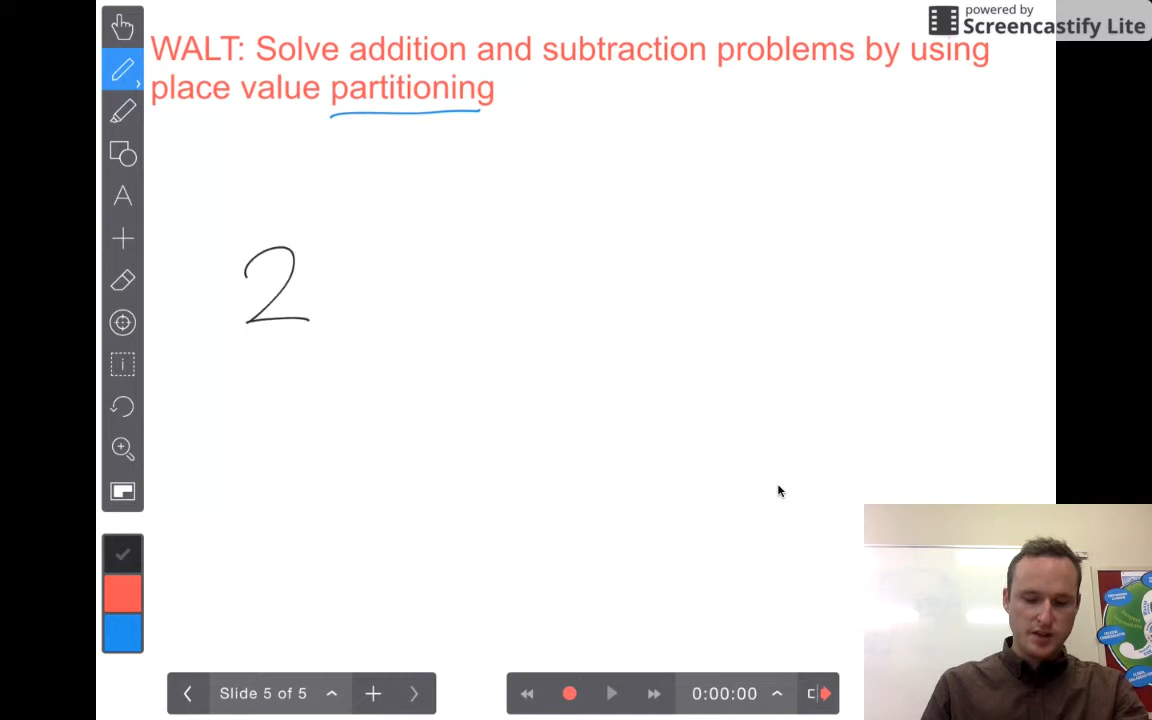 powered by
Screencastify Lite
WALT: Solve addition and subtraction problems by using
place value partitioning
2
Slide 5 of 5
0:00:00